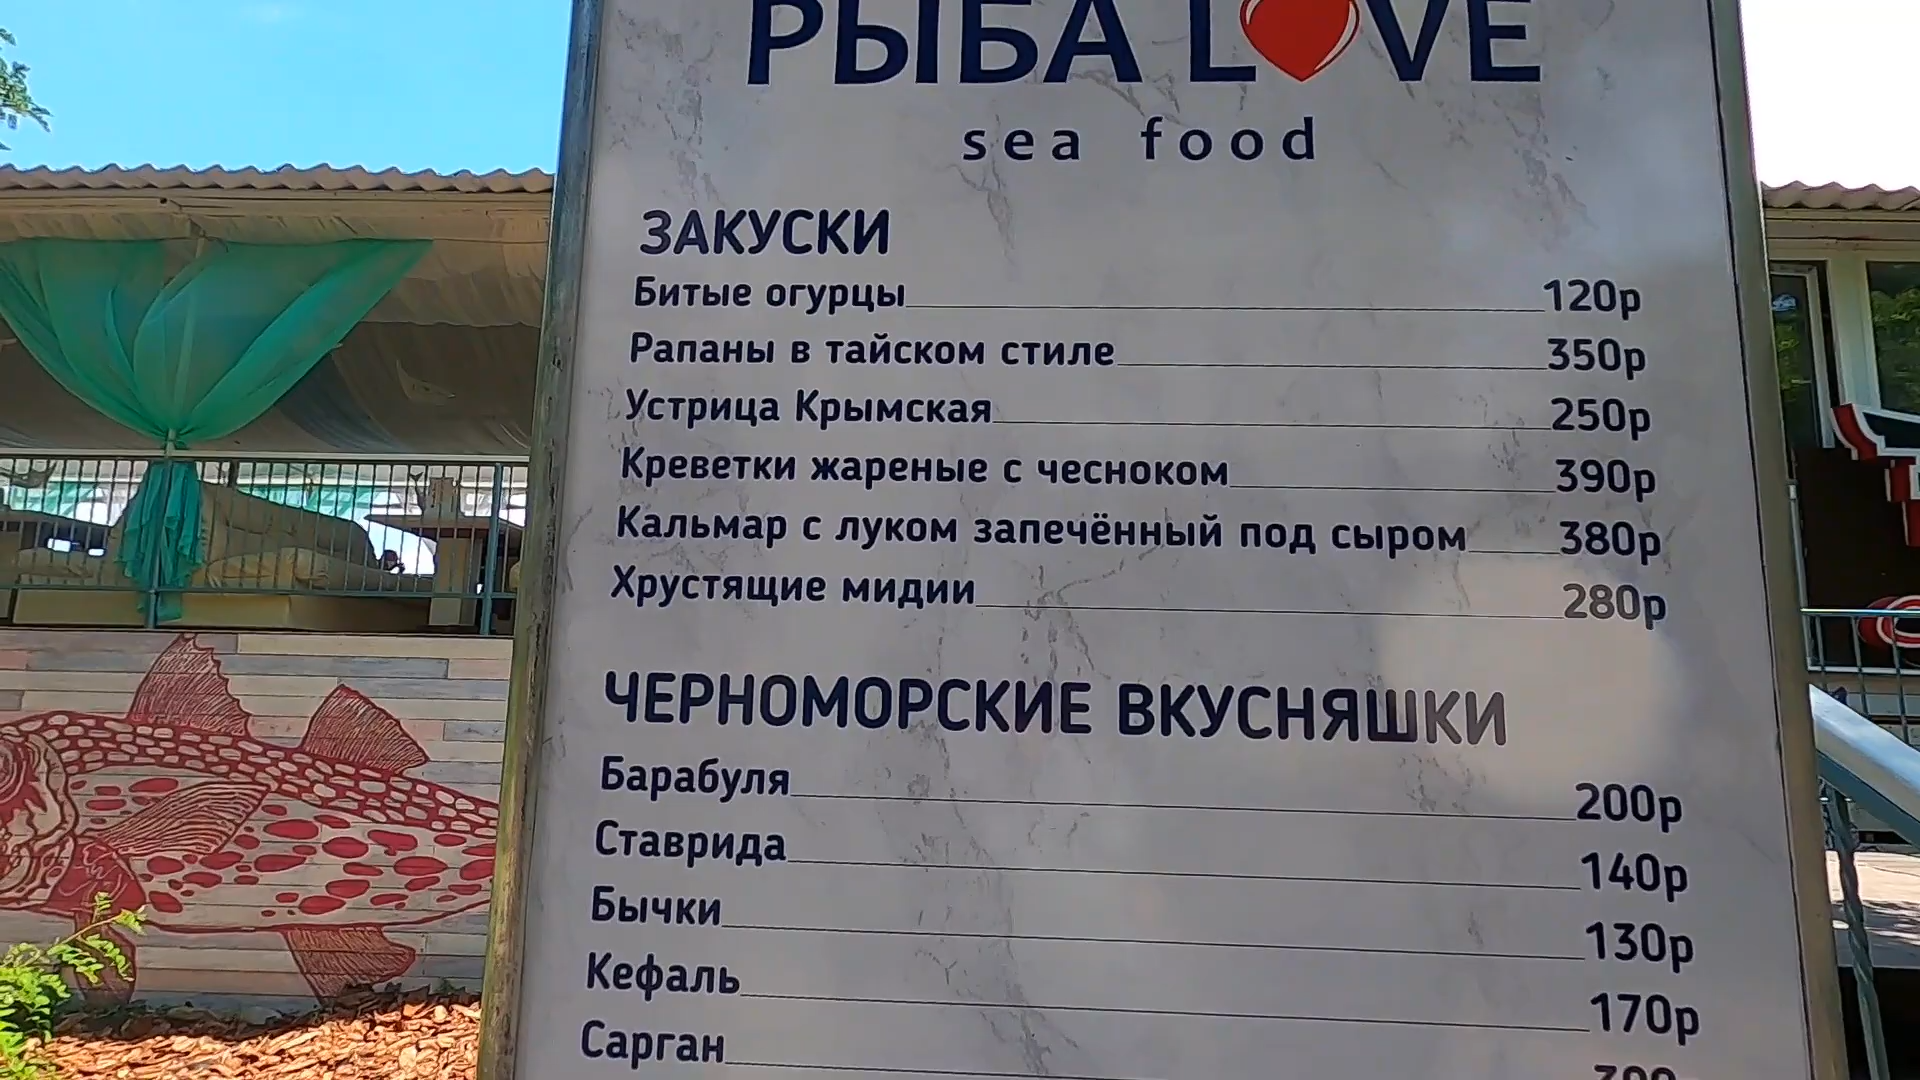 РЫБА LOVE
sea food
ЗАКУСКИ
Битые огурцы 120р
Рапаны в тайском стиле 350р
Устрица Крымская 250р
Креветки жареные с чесноком 390р
Кальмар с луком запечённый под сыром 380р
Хрустящие мидии 280р
ЧЕРНОМОРСКИЕ ВКУСНЯШКИ
Барабуля 200р
Ставрида 140р
Бычки 130р
Кефаль 170р
Сарган